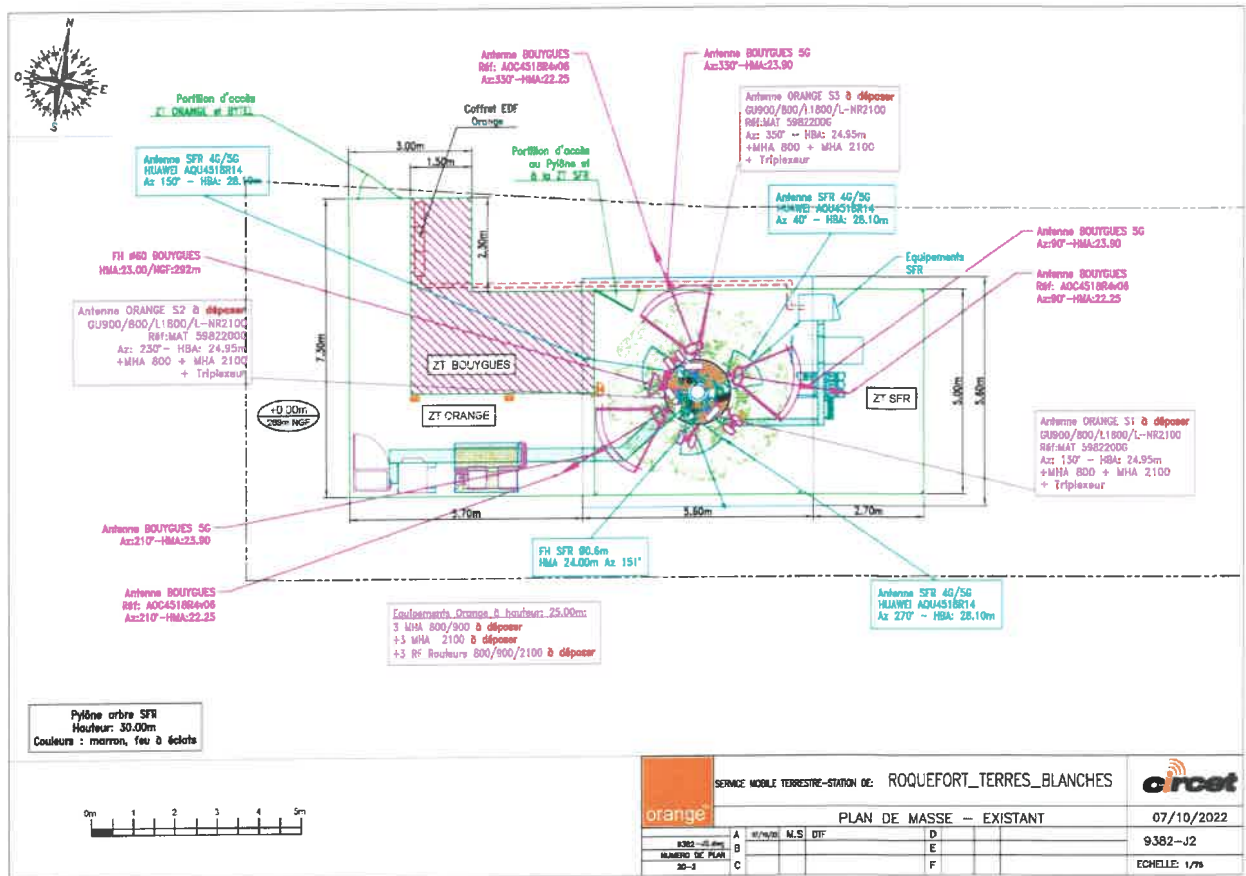 N
O
E
S
Antenne BOUYGUES
Réf: AOC4518R4v06
Az:330°-HMA:22.25
Antenne BOUYGUES 5G
Az:330°-HMA:23.90
Portillon d'accès
ZT ORANGE et BYTEL
Coffret EDF
Orange
Antenne ORANGE S3 à déposer
GU900/800/L1800/L-NR2100
Réf:MAT 5982200G
Az: 350° - HBA: 24.95m
+MHA 800 + MHA 2100
+ Triplexeur
3.00m
1.50m
Portillon d'accès
au Pylône et
à la ZT SFR
Antenne SFR 4G/5G
HUAWEI AQU4518R14
Az 150° - HBA: 28.10m
Antenne SFR 4G/5G
HUAWEI AQU4518R14
Az 40° - HBA: 28.10m
2.30m
Antenne BOUYGUES 5G
Az:90°-HMA:23.90
FH Ø60 BOUYGUES
HMA:23.00/NGF:292m
Equipements
SFR
Antenne BOUYGUES
Réf: AOC4518R4v06
Az:90°-HMA:22.25
Antenne ORANGE S2 à déposer
GU900/800/L1800/L-NR2100
Réf:MAT 5982200G
Az: 230° - HBA: 24.95m
+MHA 800 + MHA 2100
+ Triplexeur
7.30m
ZT BOUYGUES
ZT ORANGE
ZT SFR
5.00m
5.60m
+0.00m
269m NGF
Antenne ORANGE S1 à déposer
GU900/800/L1800/L-NR2100
Réf:MAT 5982200G
Az: 130° - HBA: 24.95m
+MHA 800 + MHA 2100
+ Triplexeur
5.70m
5.60m
2.70m
Antenne BOUYGUES 5G
Az:210°-HMA:23.90
FH SFR Ø0.6m
HMA 24.00m Az 151°
Antenne BOUYGUES
Réf: AOC4518R4v06
Az:210°-HMA:22.25
Antenne SFR 4G/5G
HUAWEI AQU4518R14
Az 270° - HBA: 28.10m
Equipements Orange à hauteur: 25.00m:
3 MHA 800/900 à déposer
+3 MHA 2100 à déposer
+3 RF Routeurs 800/900/2100 à déposer
Pylône arbre SFR
Hauteur: 30.00m
Couleurs : marron, feu à éclats
0m 1 2 3 4 5m
orange
SERVICE MOBILE TERRESTRE-STATION DE: ROQUEFORT_TERRES_BLANCHES
circet
PLAN DE MASSE - EXISTANT
07/10/2022
A M.S DTF D
9382-J2.dwg B E
9382-J2
NUMERO DE PLAN
20-2 C F
ECHELLE: 1/75